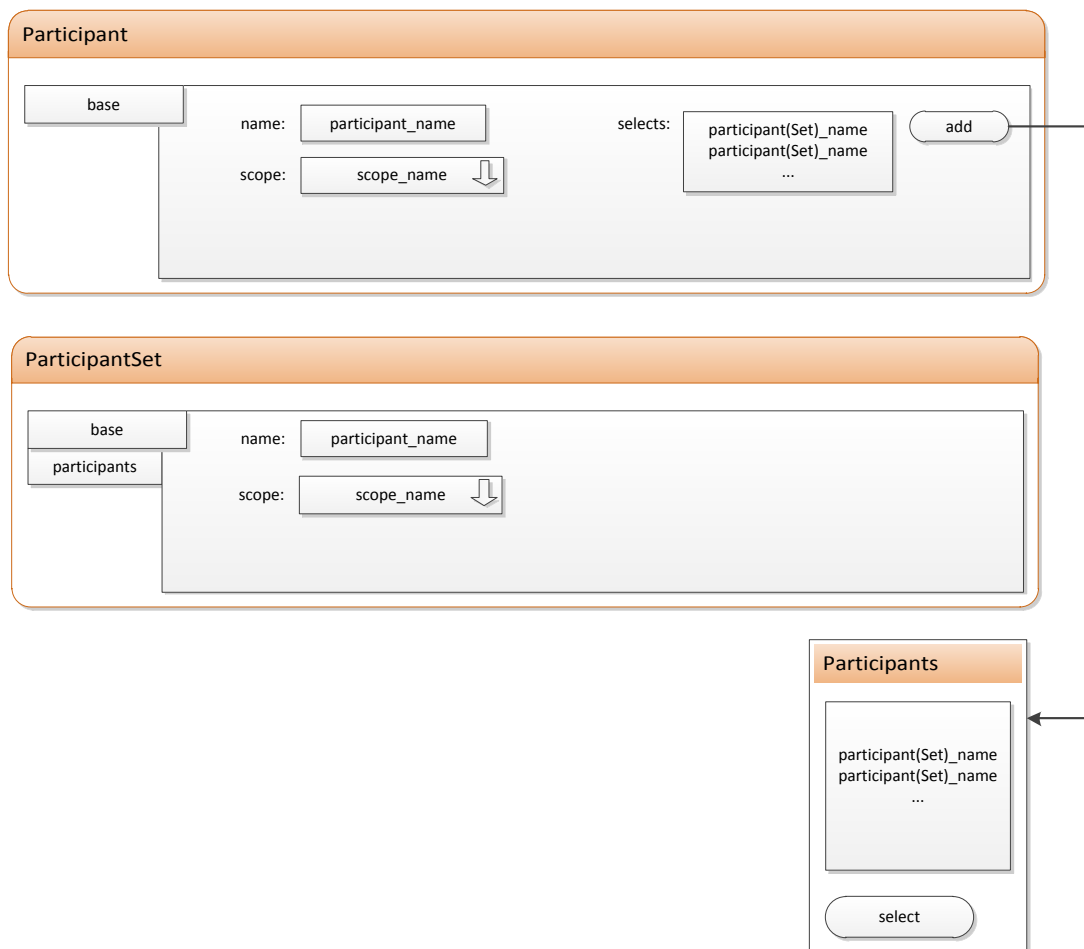 Participant
base
name: participant_name
scope: scope_name
selects:
participant(Set)_name
participant(Set)_name
...
add
ParticipantSet
base
participants
name: participant_name
scope: scope_name
Participants
participant(Set)_name
participant(Set)_name
...
select